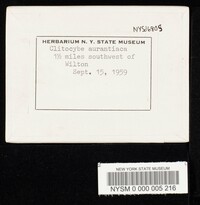 HERBARIUM N. Y. STATE MUSEUM
Clitocybe aurantiaca
1½ miles southwest of
Wilton
Sept. 15, 1959
NEW YORK STATE MUSEUM
NYSM 0 000 005 216